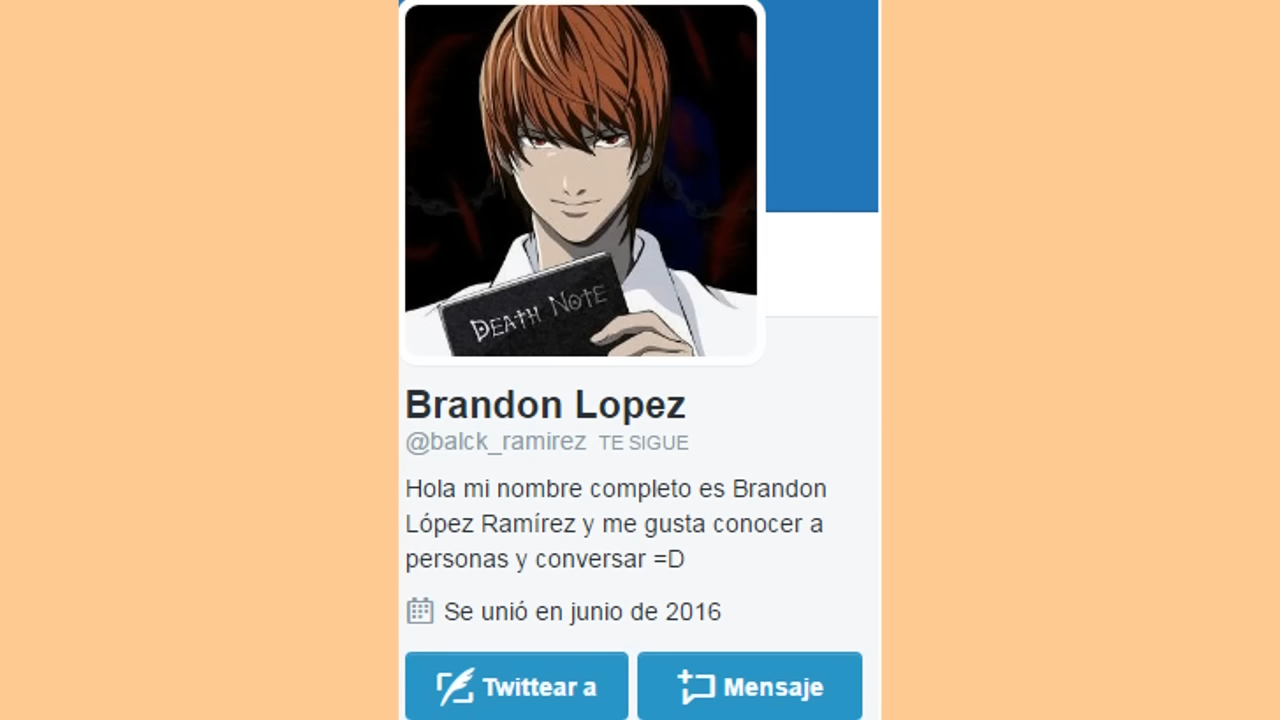 DEATH NOTE
Brandon Lopez
@balck_ramirez TE SIGUE
Hola mi nombre completo es Brandon
López Ramírez y me gusta conocer a
personas y conversar =D
Se unió en junio de 2016
Twittear a
Mensaje